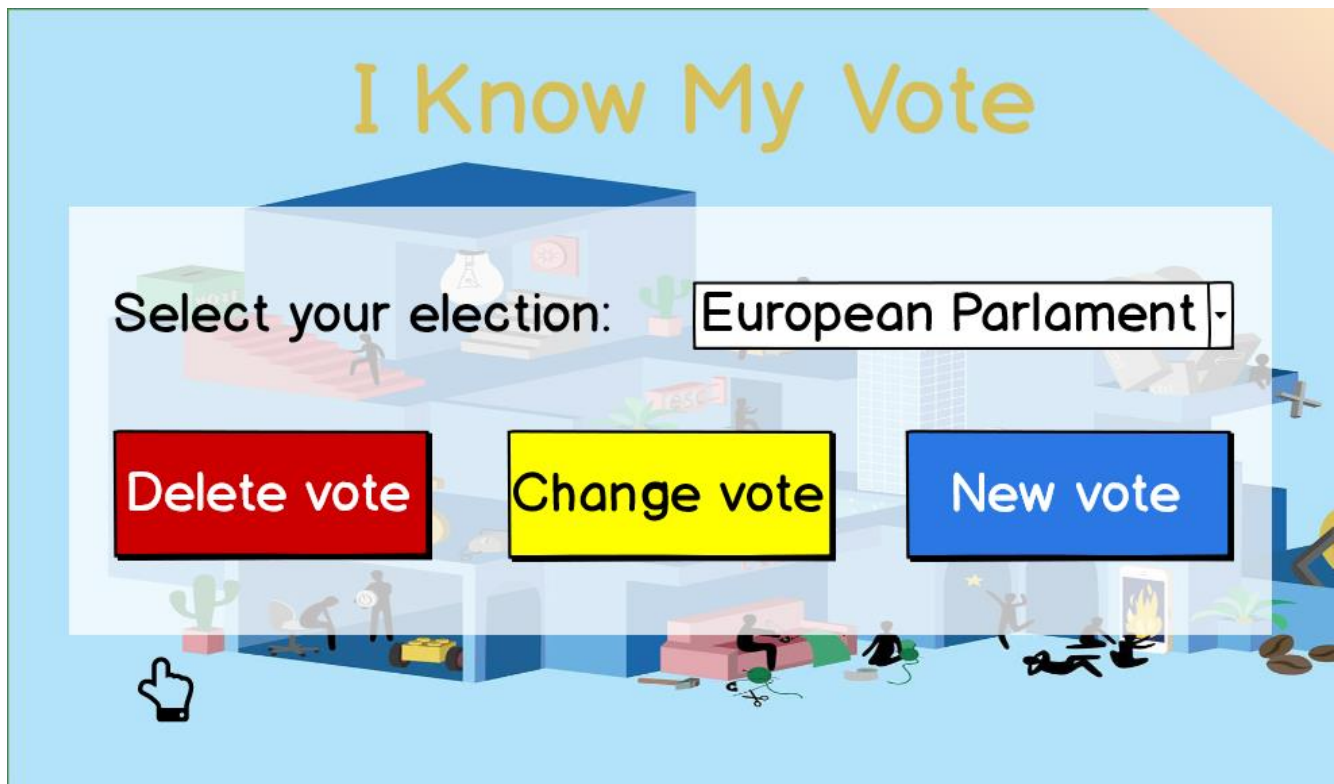 I Know My Vote
Select your election:
European Parlament
Delete vote
Change vote
New vote